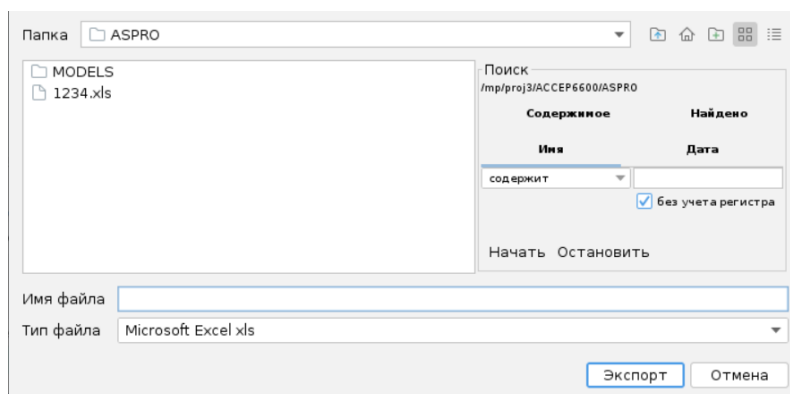 Папка ASPRO
MODELS
1234.xls
Поиск
/mp/proj3/ACCEP6600/ASPRO
Содержимое Найдено
Имя Дата
содержит
без учета регистра
Начать Остановить
Имя файла
Тип файла Microsoft Excel xls
Экспорт Отмена